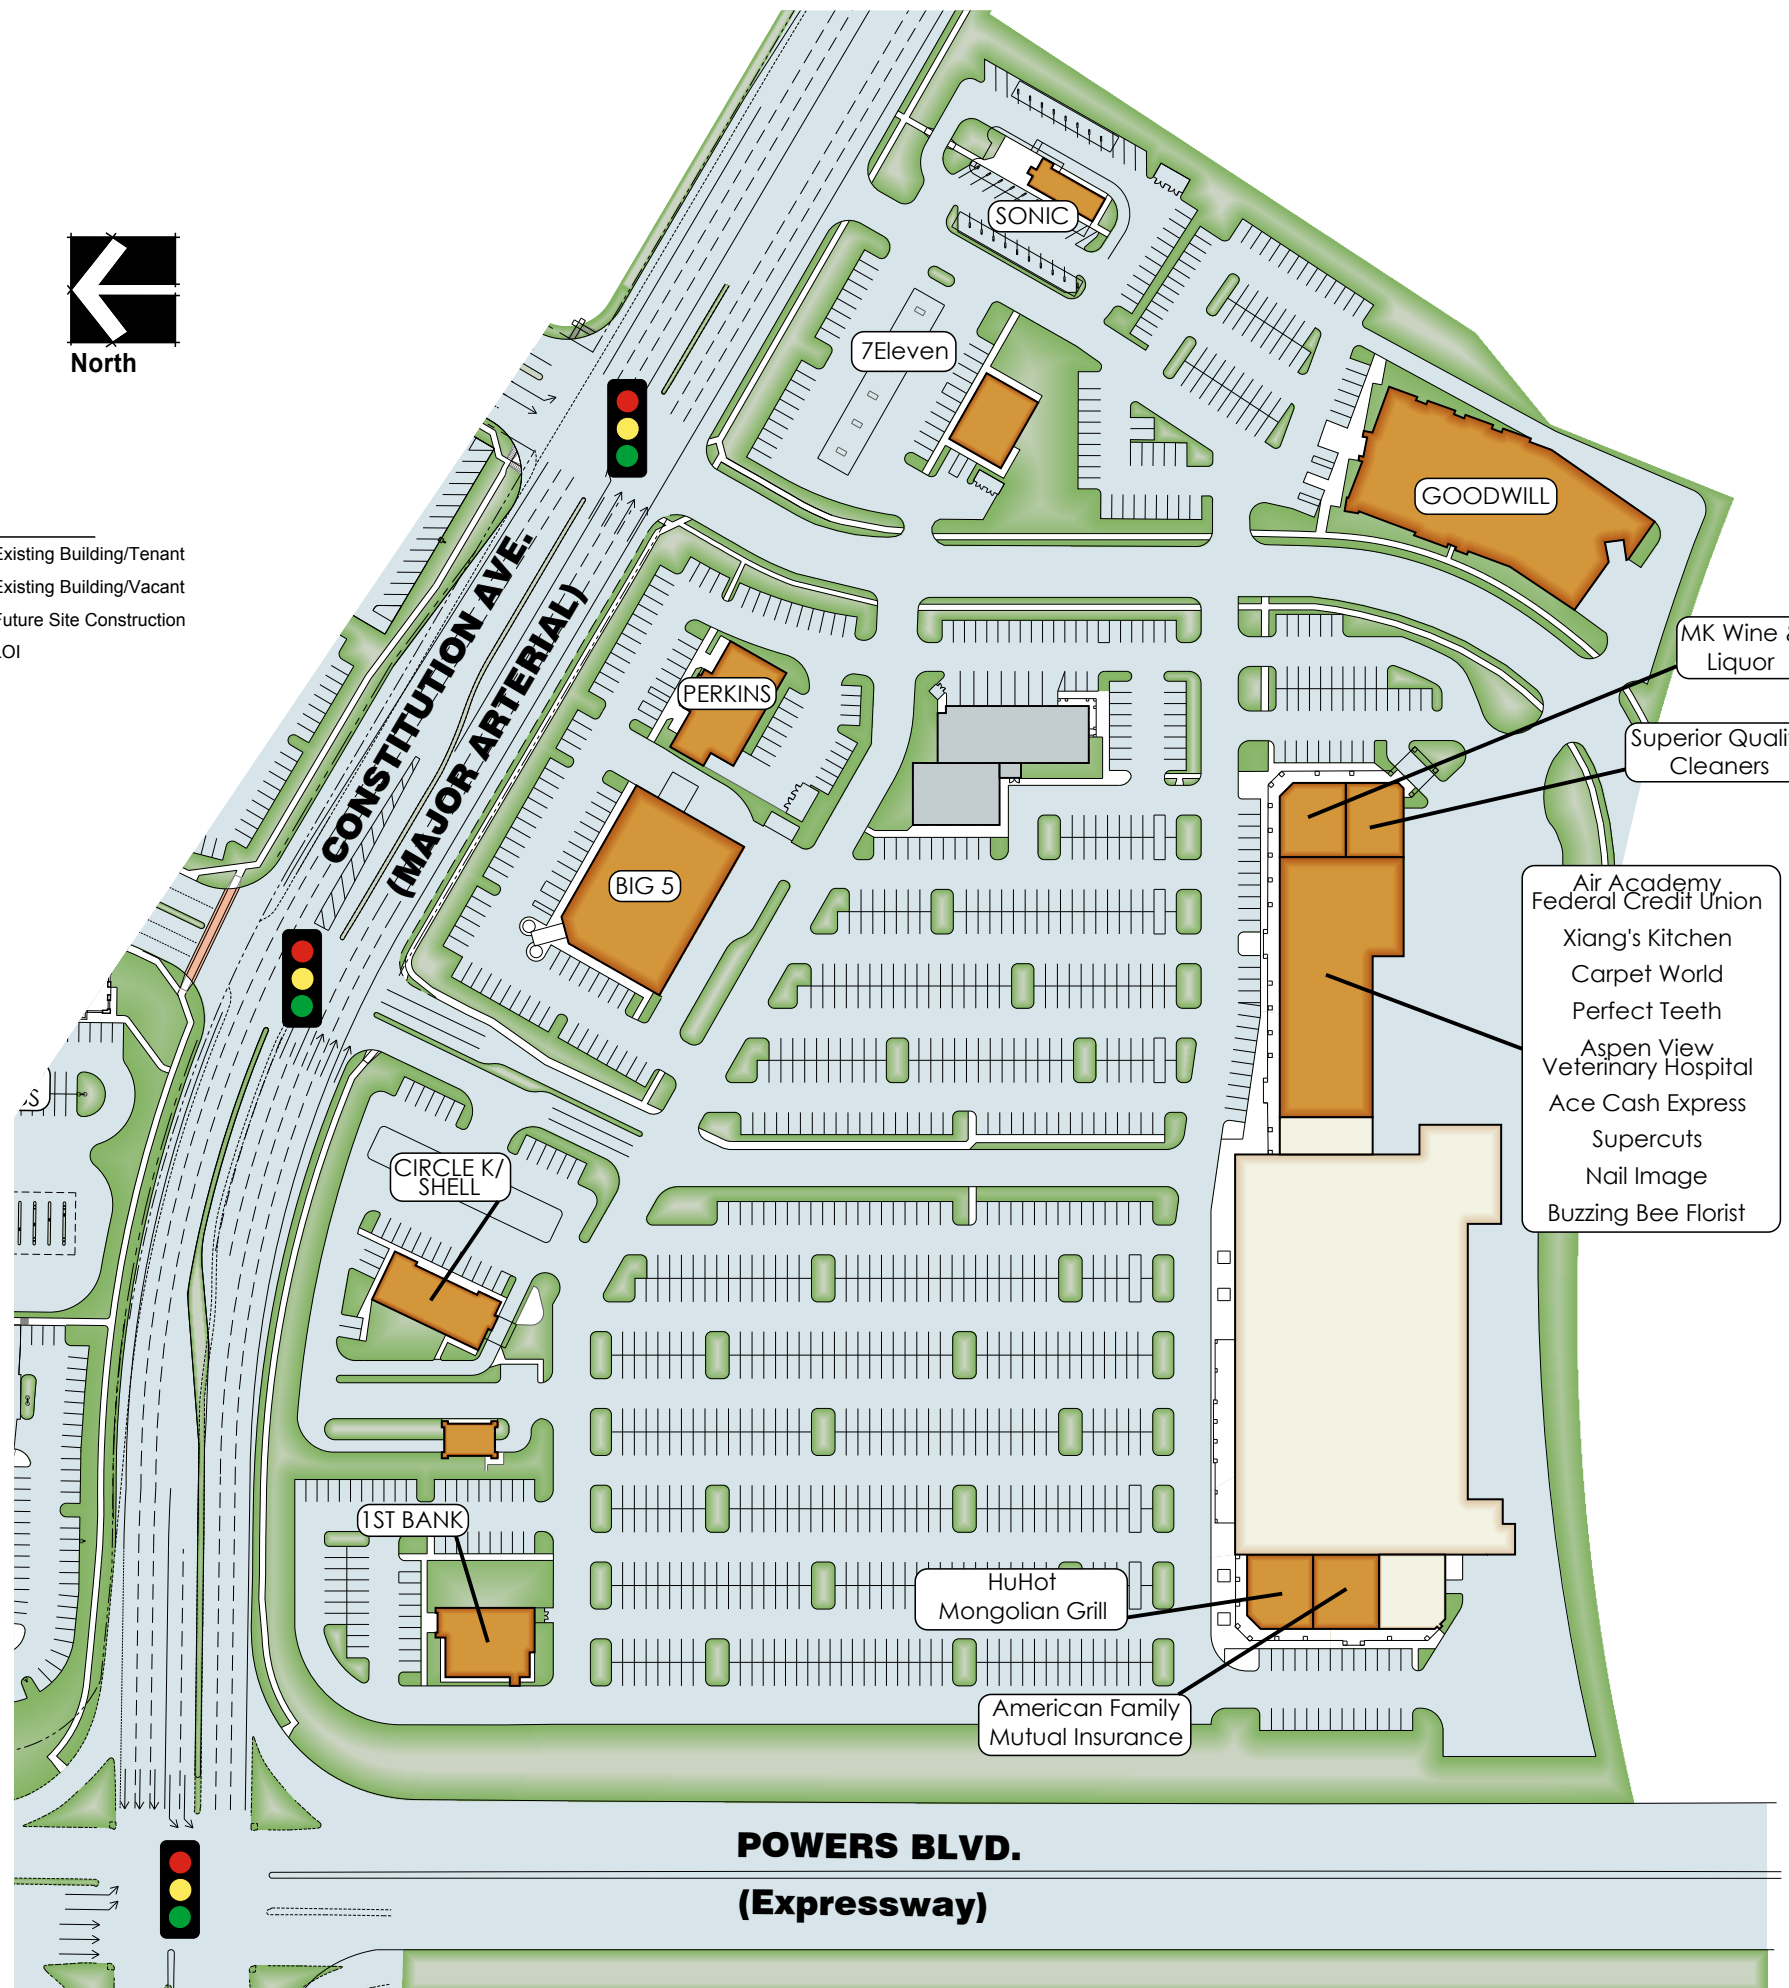 SONIC
7Eleven
North
GOODWILL
Existing Building/Tenant
Existing Building/Vacant
Future Site Construction
LOI
CONSTITUTION AVE.
(MAJOR ARTERIAL)
MK Wine &
Liquor
PERKINS
Superior Qualit
Cleaners
BIG 5
Air Academy
Federal Credit Union
Xiang's Kitchen
Carpet World
Perfect Teeth
Aspen View
Veterinary Hospital
Ace Cash Express
Supercuts
Nail Image
Buzzing Bee Florist
CIRCLE K/
SHELL
1ST BANK
HuHot
Mongolian Grill
American Family
Mutual Insurance
POWERS BLVD.
(Expressway)